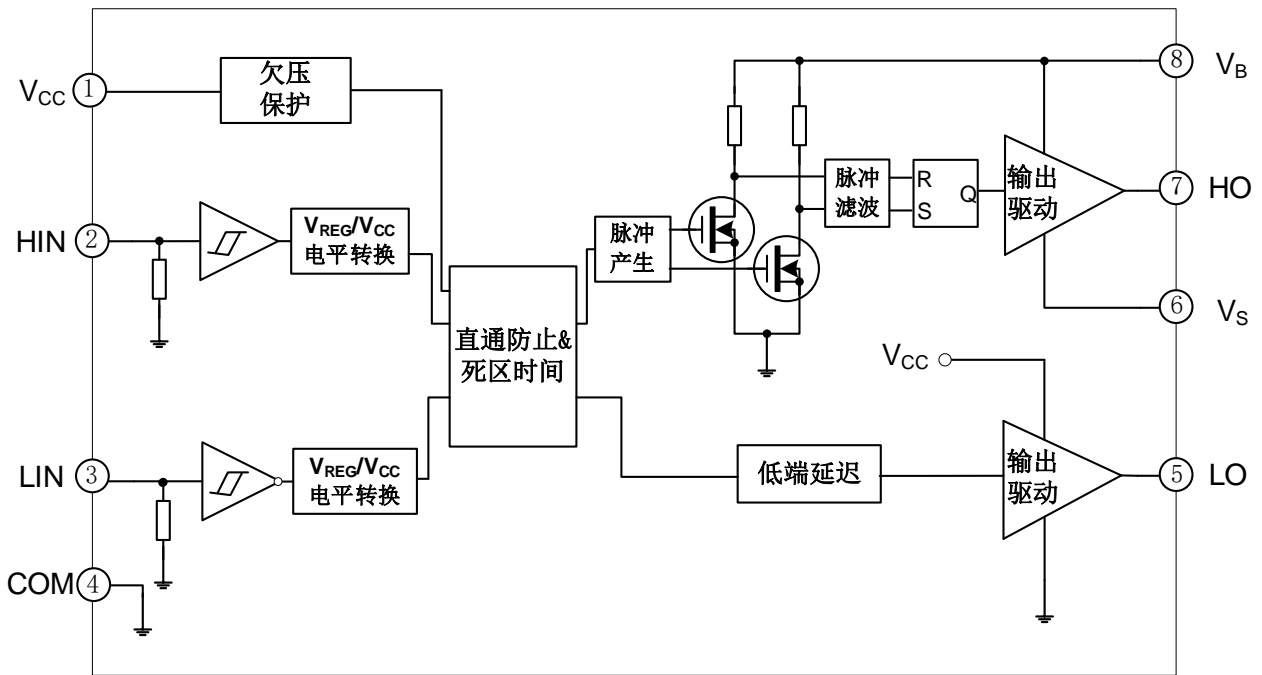 VCC
1
欠压
保护
8
VB
HIN
2
VREG/VCC
电平转换
脉冲
产生
脉冲
滤波
R
S
Q
输出
驱动
7
HO
直通防止&
死区时间
6
VS
VCC
LIN
3
VREG/VCC
电平转换
低端延迟
输出
驱动
5
LO
COM
4